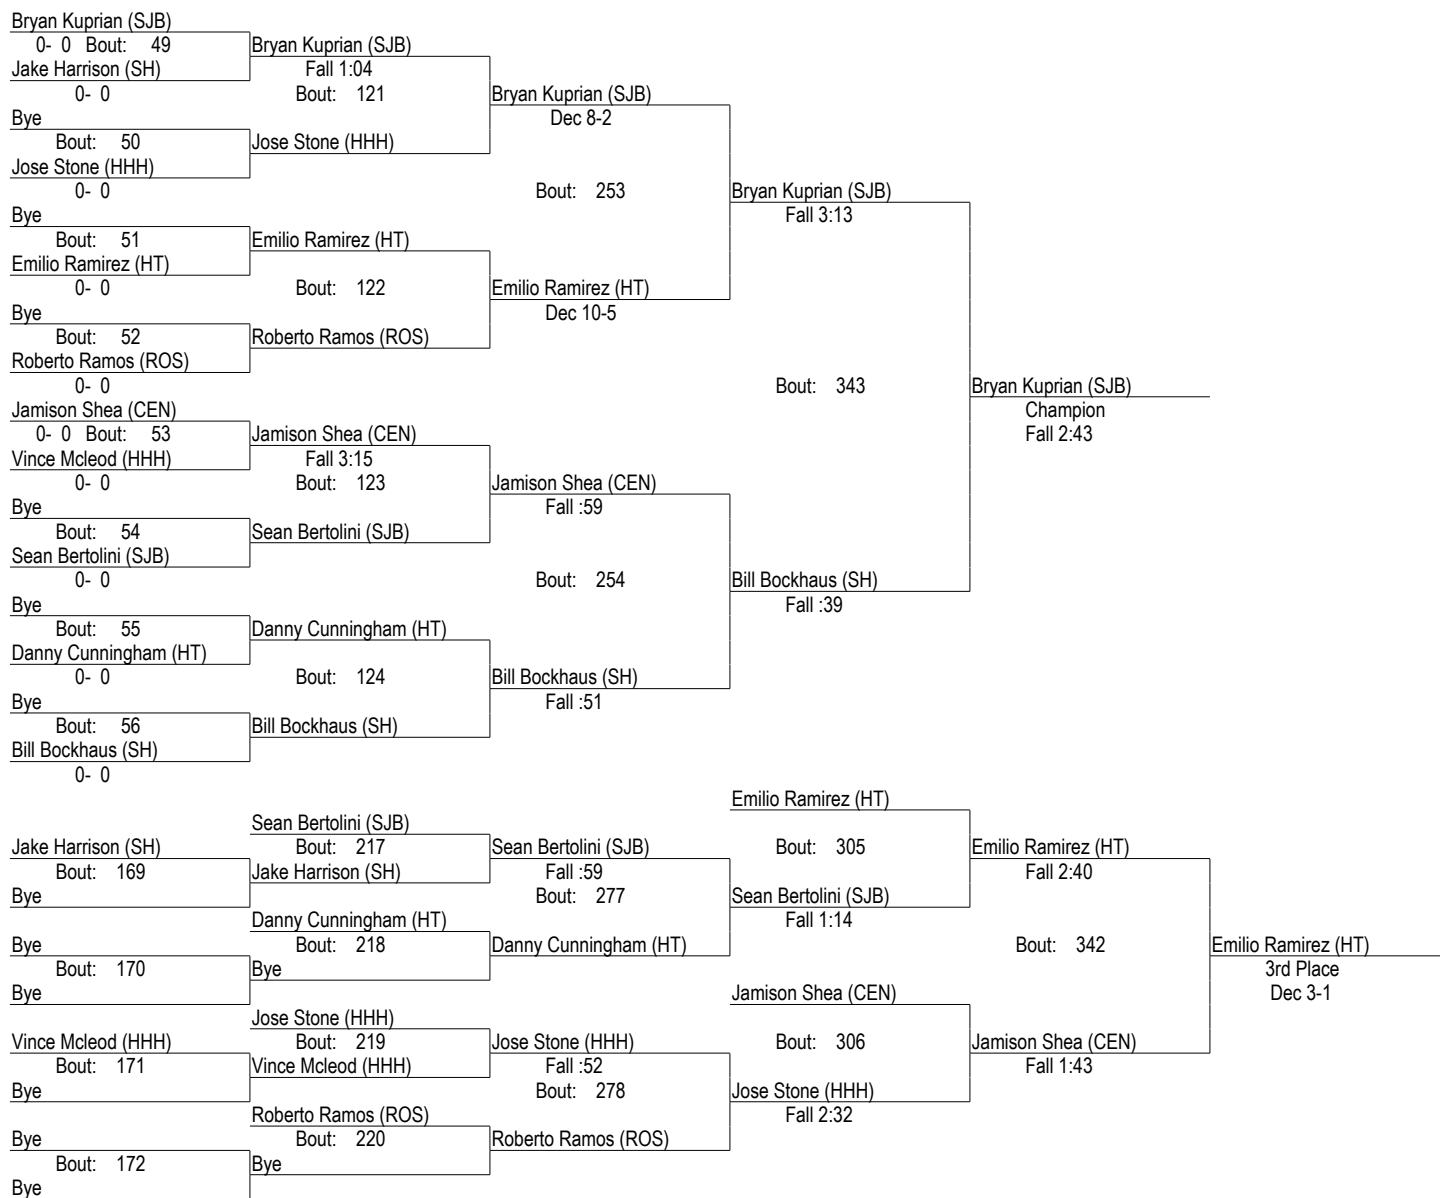 Bryan Kuprian (SJB)
0- 0 Bout: 49
Jake Harrison (SH)
0- 0
Bye
Bout: 50
Jose Stone (HHH)
0- 0
Bye
Bout: 51
Emilio Ramirez (HT)
0- 0
Bye
Bout: 52
Roberto Ramos (ROS)
0- 0
Jamison Shea (CEN)
0- 0 Bout: 53
Vince Mcleod (HHH)
0- 0
Bye
Bout: 54
Sean Bertolini (SJB)
0- 0
Bye
Bout: 55
Danny Cunningham (HT)
0- 0
Bye
Bout: 56
Bill Bockhaus (SH)
0- 0
Bryan Kuprian (SJB)
Fall 1:04
Bout: 121
Jose Stone (HHH)
Emilio Ramirez (HT)
Bout: 122
Roberto Ramos (ROS)
Jamison Shea (CEN)
Fall 3:15
Bout: 123
Sean Bertolini (SJB)
Danny Cunningham (HT)
Bout: 124
Bill Bockhaus (SH)
Bryan Kuprian (SJB)
Dec 8-2
Bout: 253
Emilio Ramirez (HT)
Dec 10-5
Jamison Shea (CEN)
Fall :59
Bout: 254
Bill Bockhaus (SH)
Fall :51
Bryan Kuprian (SJB)
Fall 3:13
Bout: 343
Bill Bockhaus (SH)
Fall :39
Bryan Kuprian (SJB)
Champion
Fall 2:43
Jake Harrison (SH)
Bout: 169
Bye
Bye
Bout: 170
Bye
Vince Mcleod (HHH)
Bout: 171
Bye
Bye
Bout: 172
Bye
Sean Bertolini (SJB)
Bout: 217
Jake Harrison (SH)
Danny Cunningham (HT)
Bout: 218
Bye
Jose Stone (HHH)
Bout: 219
Vince Mcleod (HHH)
Roberto Ramos (ROS)
Bout: 220
Bye
Sean Bertolini (SJB)
Fall :59
Bout: 277
Danny Cunningham (HT)
Jose Stone (HHH)
Fall :52
Bout: 278
Roberto Ramos (ROS)
Emilio Ramirez (HT)
Bout: 305
Sean Bertolini (SJB)
Fall 1:14
Jamison Shea (CEN)
Bout: 306
Jose Stone (HHH)
Fall 2:32
Emilio Ramirez (HT)
Fall 2:40
Bout: 342
Jamison Shea (CEN)
Fall 1:43
Emilio Ramirez (HT)
3rd Place
Dec 3-1